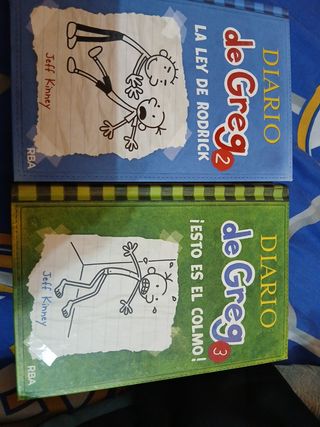 DIARIO
de Greg 2
LA LEY DE RODRICK
Jeff Kinney
RBA
DIARIO
de Greg 3
¡ESTO ES EL COLMO!
Jeff Kinney
RBA